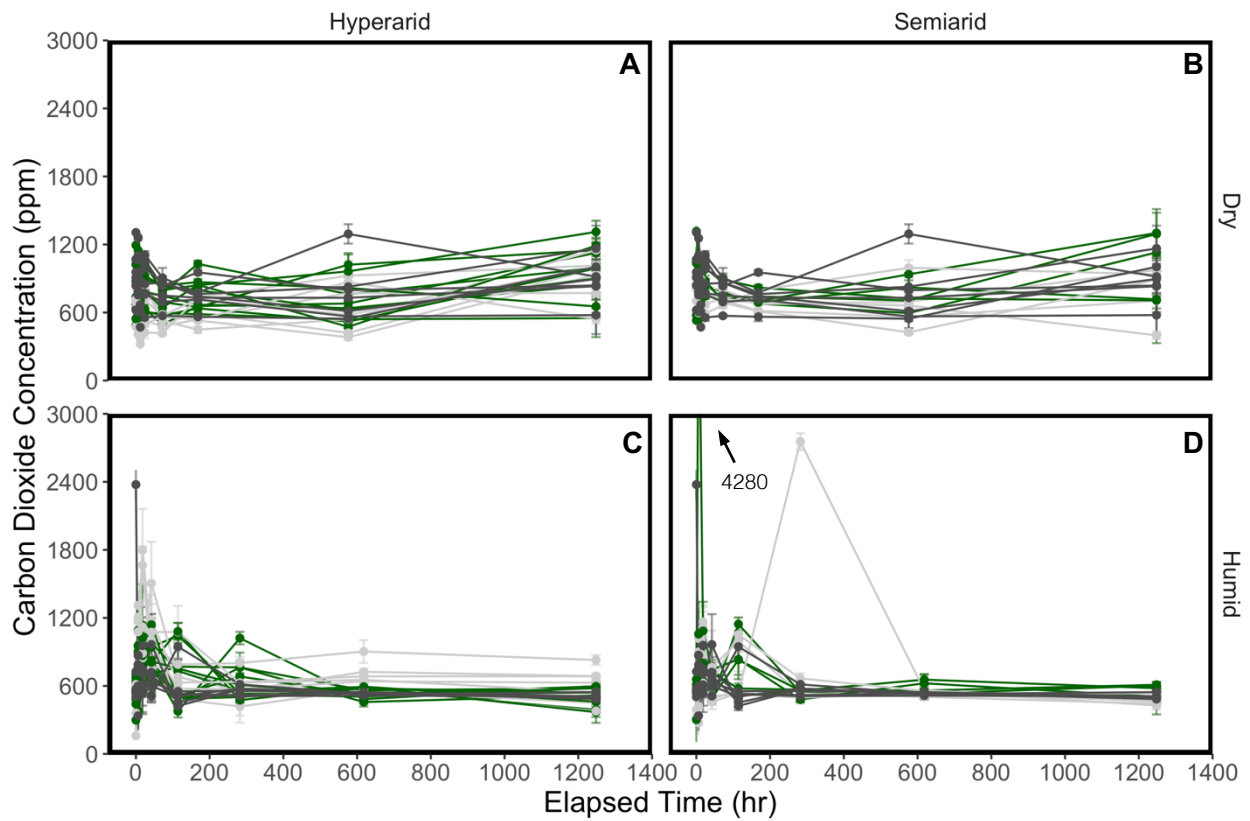 Hyperarid Semiarid
Carbon Dioxide Concentration (ppm)
3000
2400
1800
1200
600
0
A
B
Dry
3000
2400
1800
1200
600
0
C
D
4280
Humid
0 200 400 600 800 1000 1200 1400 0 200 400 600 800 1000 1200 1400
Elapsed Time (hr)